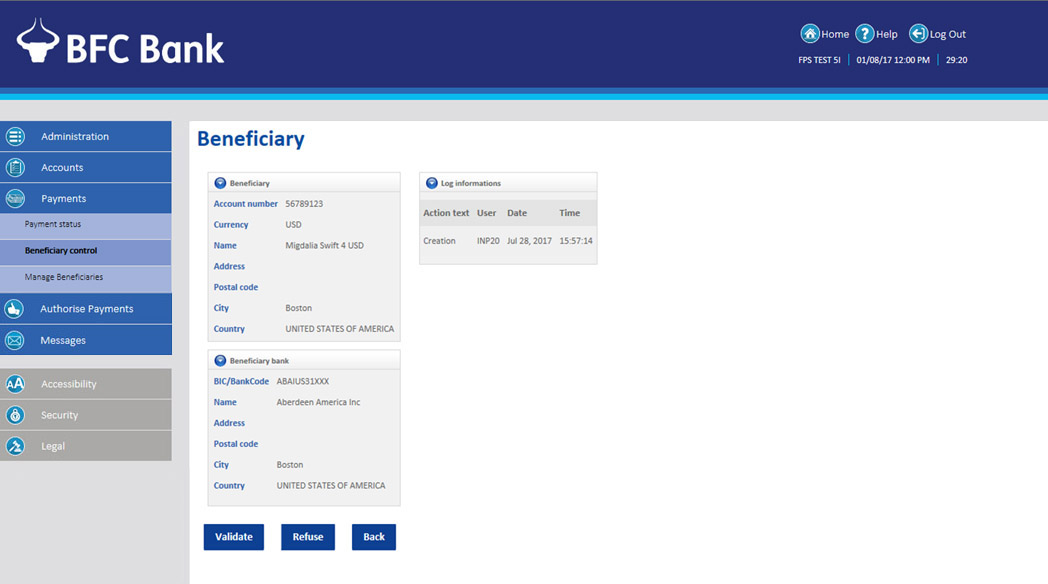 BFC Bank
Home Help Log Out
FPS TEST 5I 01/08/17 12:00 PM 29:20
Administration
Accounts
Payments
Payment status
Beneficiary control
Manage Beneficiaries
Authorise Payments
Messages
AA Accessibility
Security
Legal
Beneficiary
Beneficiary
Account number 56789123
Currency USD
Name Migdalia Swift 4 USD
Address
Postal code
City Boston
Country UNITED STATES OF AMERICA
Beneficiary bank
BIC/BankCode ABAIUS31XXX
Name Aberdeen America Inc
Address
Postal code
City Boston
Country UNITED STATES OF AMERICA
Log informations
Action text User Date Time
Creation INP20 Jul 28, 2017 15:57:14
Validate Refuse Back